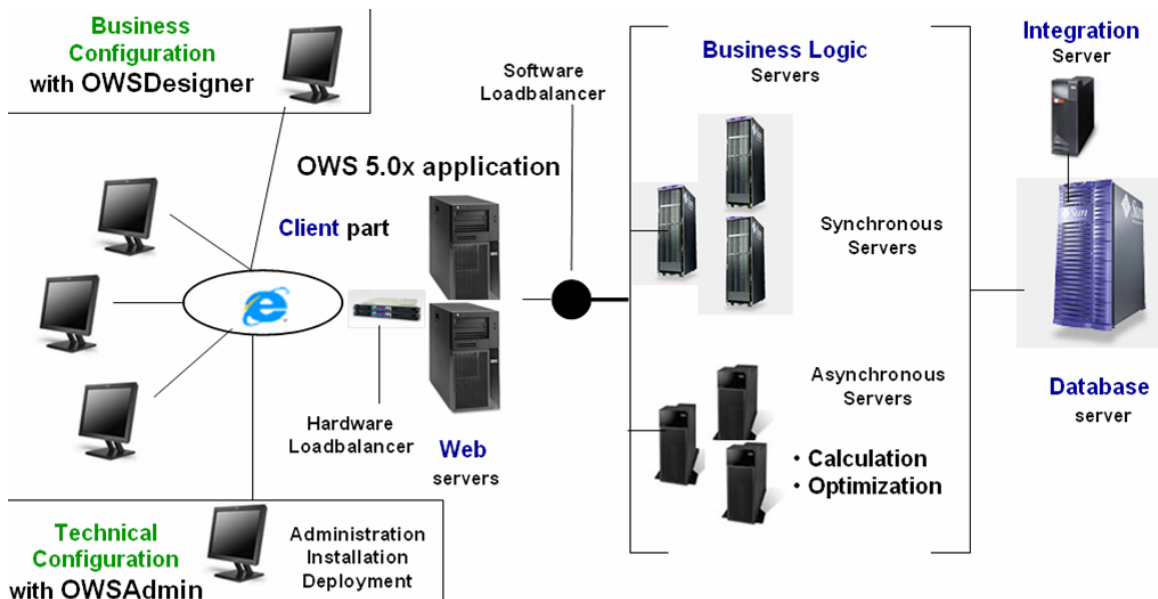 Business
Configuration
with OWSDesigner
Software
Loadbalancer
Business Logic
Servers
Integration
Server
OWS 5.0x application
Client part
Synchronous
Servers
Sun
Hardware
Loadbalancer
Web
servers
Asynchronous
Servers
• Calculation
• Optimization
Database
server
Technical
Configuration
with OWSAdmin
Administration
Installation
Deployment